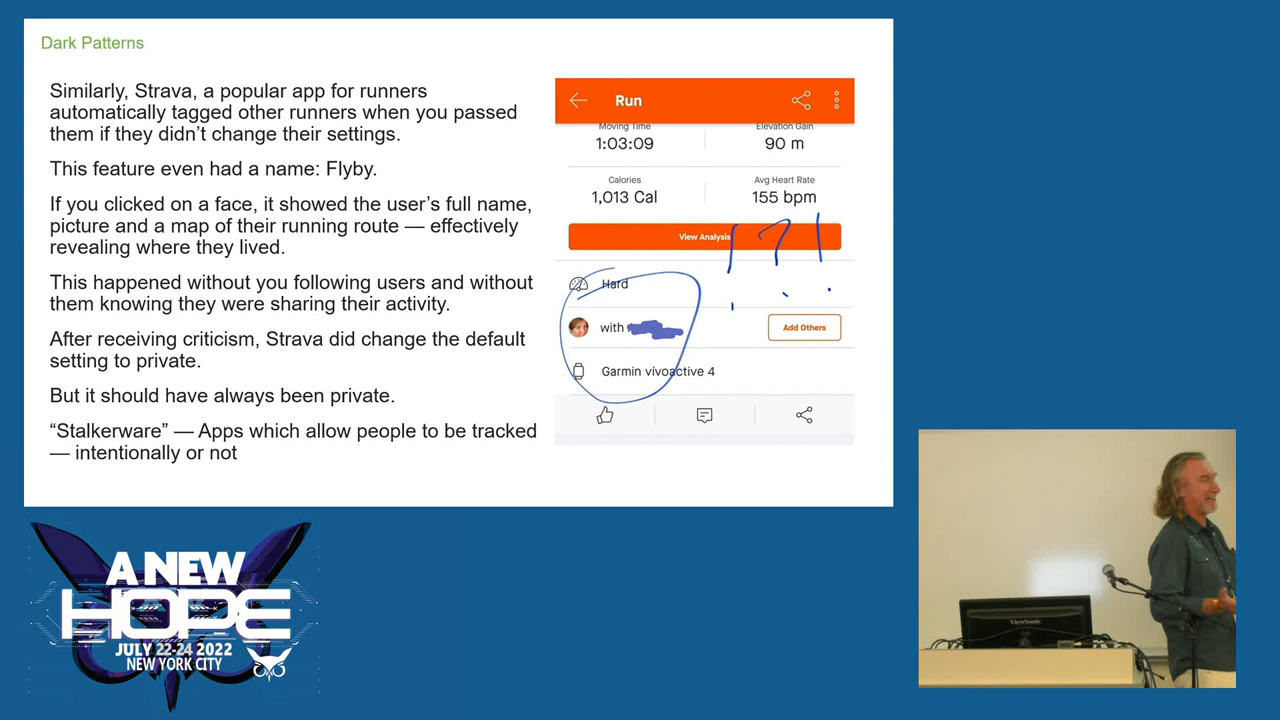 Dark Patterns
Similarly, Strava, a popular app for runners
automatically tagged other runners when you passed
them if they didn’t change their settings.
This feature even had a name: Flyby.
If you clicked on a face, it showed the user’s full name,
picture and a map of their running route — effectively
revealing where they lived.
This happened without you following users and without
them knowing they were sharing their activity.
After receiving criticism, Strava did change the default
setting to private.
But it should have always been private.
“Stalkerware” — Apps which allow people to be tracked
— intentionally or not
Run
Moving Time
Elevation Gain
1:03:09
90 m
Calories
Avg Heart Rate
1,013 Cal
155 bpm
View Analysis
!?!
Hard
with
Add Others
Garmin vívoactive 4
A NEW
HOPE
JULY 22-24 2022
NEW YORK CITY
ViewSonic